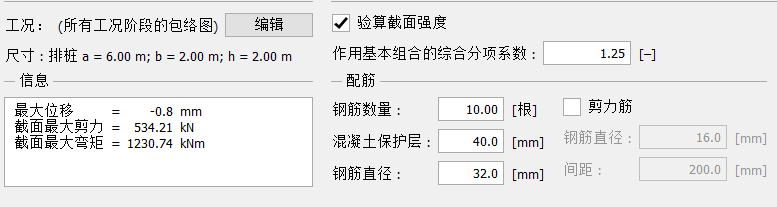 工况： (所有工况阶段的包络图) 编辑
尺寸：排桩 a = 6.00 m; b = 2.00 m; h = 2.00 m
信息
最大位移 = -0.8 mm
截面最大剪力 = 534.21 kN
截面最大弯矩 = 1230.74 kNm
验算截面强度
作用基本组合的综合分项系数： 1.25 [–]
配筋
钢筋数量： 10.00 [根]
混凝土保护层： 40.0 [mm]
钢筋直径： 32.0 [mm]
剪力筋
钢筋直径： 16.0 [mm]
间距： 200.0 [mm]